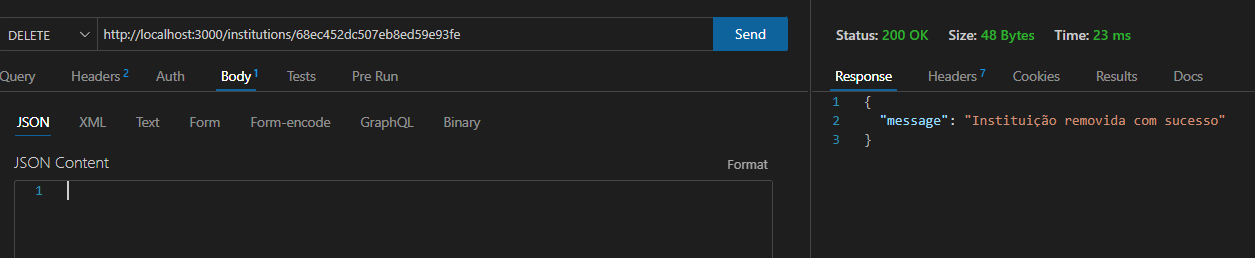 DELETE http://localhost:3000/institutions/68ec452dc507eb8ed59e93fe Send
Query Headers 2 Auth Body 1 Tests Pre Run
JSON XML Text Form Form-encode GraphQL Binary
JSON Content Format
1
Status: 200 OK Size: 48 Bytes Time: 23 ms
Response Headers 7 Cookies Results Docs
1 {
2 "message": "Instituição removida com sucesso"
3 }